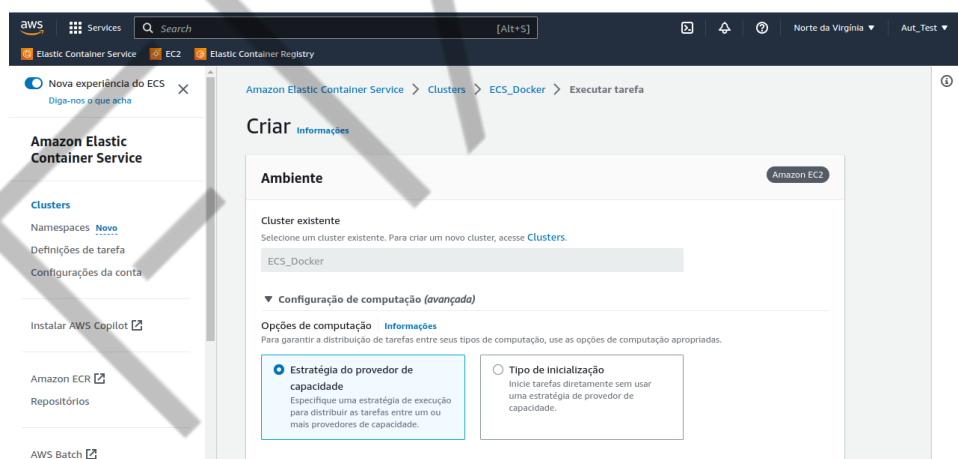 aws Services Search [Alt+S] Norte da Virgínia ▼ Aut_Test ▼
Elastic Container Service EC2 Elastic Container Registry
Nova experiência do ECS
Diga-nos o que acha
Amazon Elastic
Container Service
Clusters
Namespaces Novo
Definições de tarefa
Configurações da conta
Instalar AWS Copilot
Amazon ECR
Repositórios
AWS Batch
Amazon Elastic Container Service > Clusters > ECS_Docker > Executar tarefa
Criar Informações
Ambiente Amazon EC2
Cluster existente
Selecione um cluster existente. Para criar um novo cluster, acesse Clusters.
ECS_Docker
▼ Configuração de computação (avançada)
Opções de computação Informações
Para garantir a distribuição de tarefas entre seus tipos de computação, use as opções de computação apropriadas.
Estratégia do provedor de
capacidade
Especifique uma estratégia de execução
para distribuir as tarefas entre um ou
mais provedores de capacidade.
Tipo de inicialização
Inicie tarefas diretamente sem usar
uma estratégia de provedor de
capacidade.